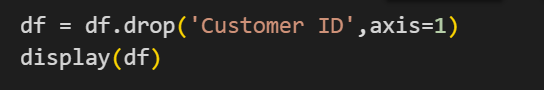 df = df.drop('Customer ID',axis=1)
display(df)